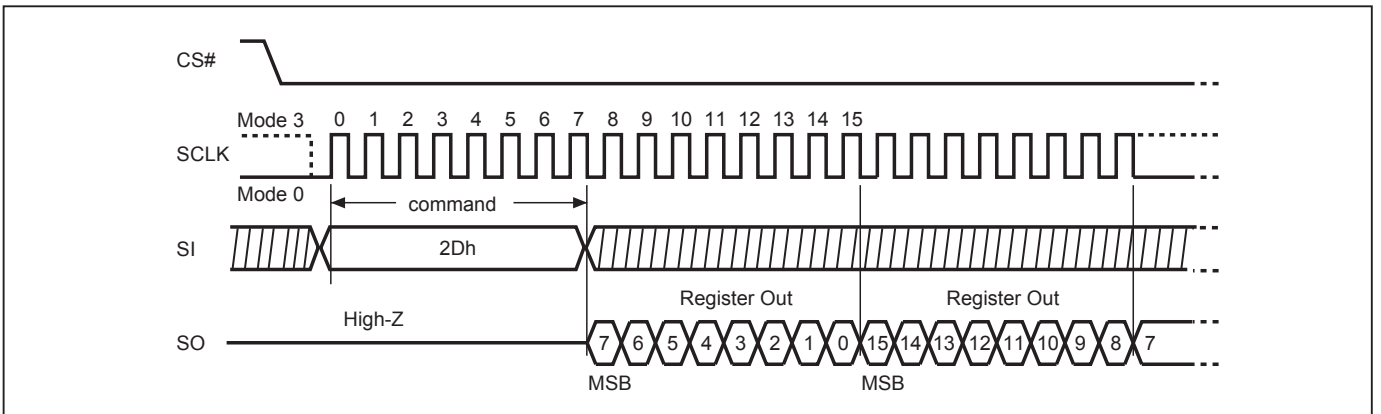 CS#
Mode 3 0 1 2 3 4 5 6 7 8 9 10 11 12 13 14 15
SCLK
Mode 0
command
SI 2Dh
Register Out Register Out
High-Z
SO 7 6 5 4 3 2 1 0 15 14 13 12 11 10 9 8 7
MSB MSB